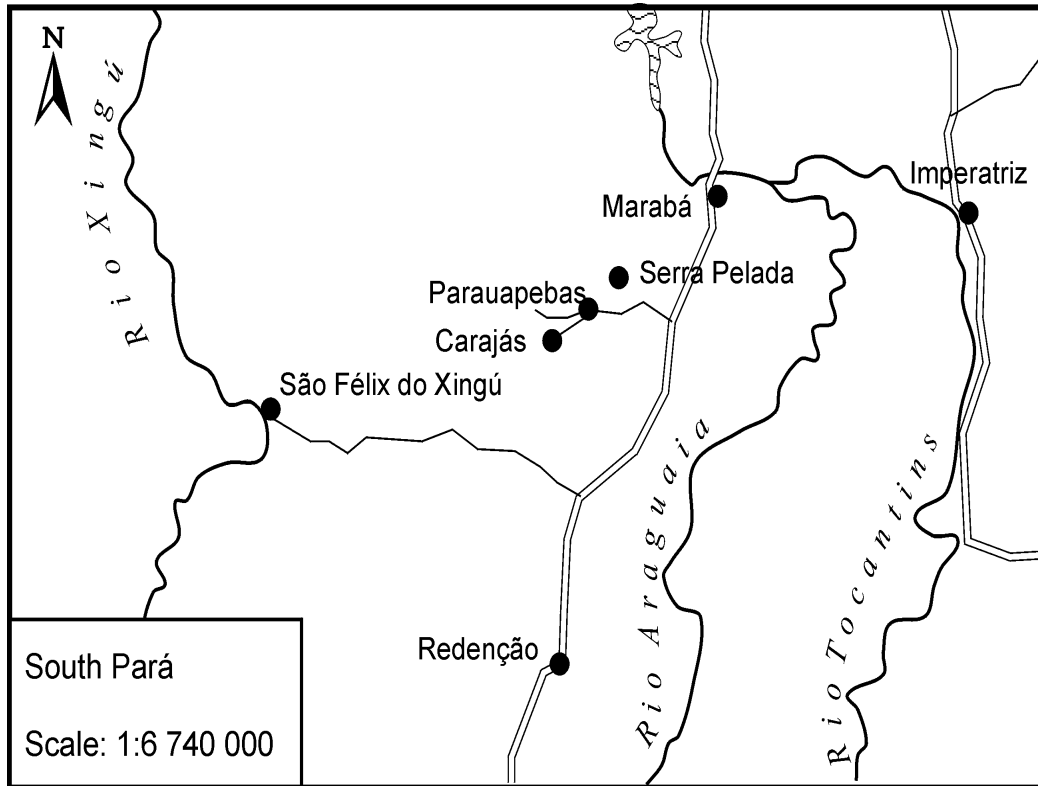 N
Rio Xingú
Imperatriz
Marabá
Serra Pelada
Parauapebas
Carajás
São Félix do Xingú
Rio Araguaia
Rio Tocantins
Redenção
South Pará
Scale: 1:6 740 000